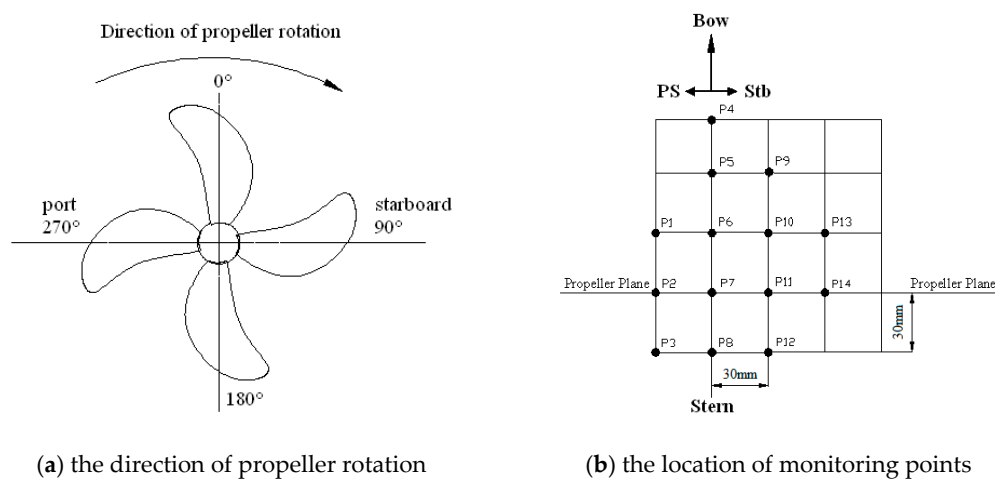 Direction of propeller rotation
0°
port
270°
starboard
90°
180°
(a) the direction of propeller rotation
Bow
PS
Stb
P4
P5
P9
P1
P6
P10
P13
Propeller Plane
P2
P7
P11
P14
Propeller Plane
P3
P8
P12
30mm
30mm
Stern
(b) the location of monitoring points